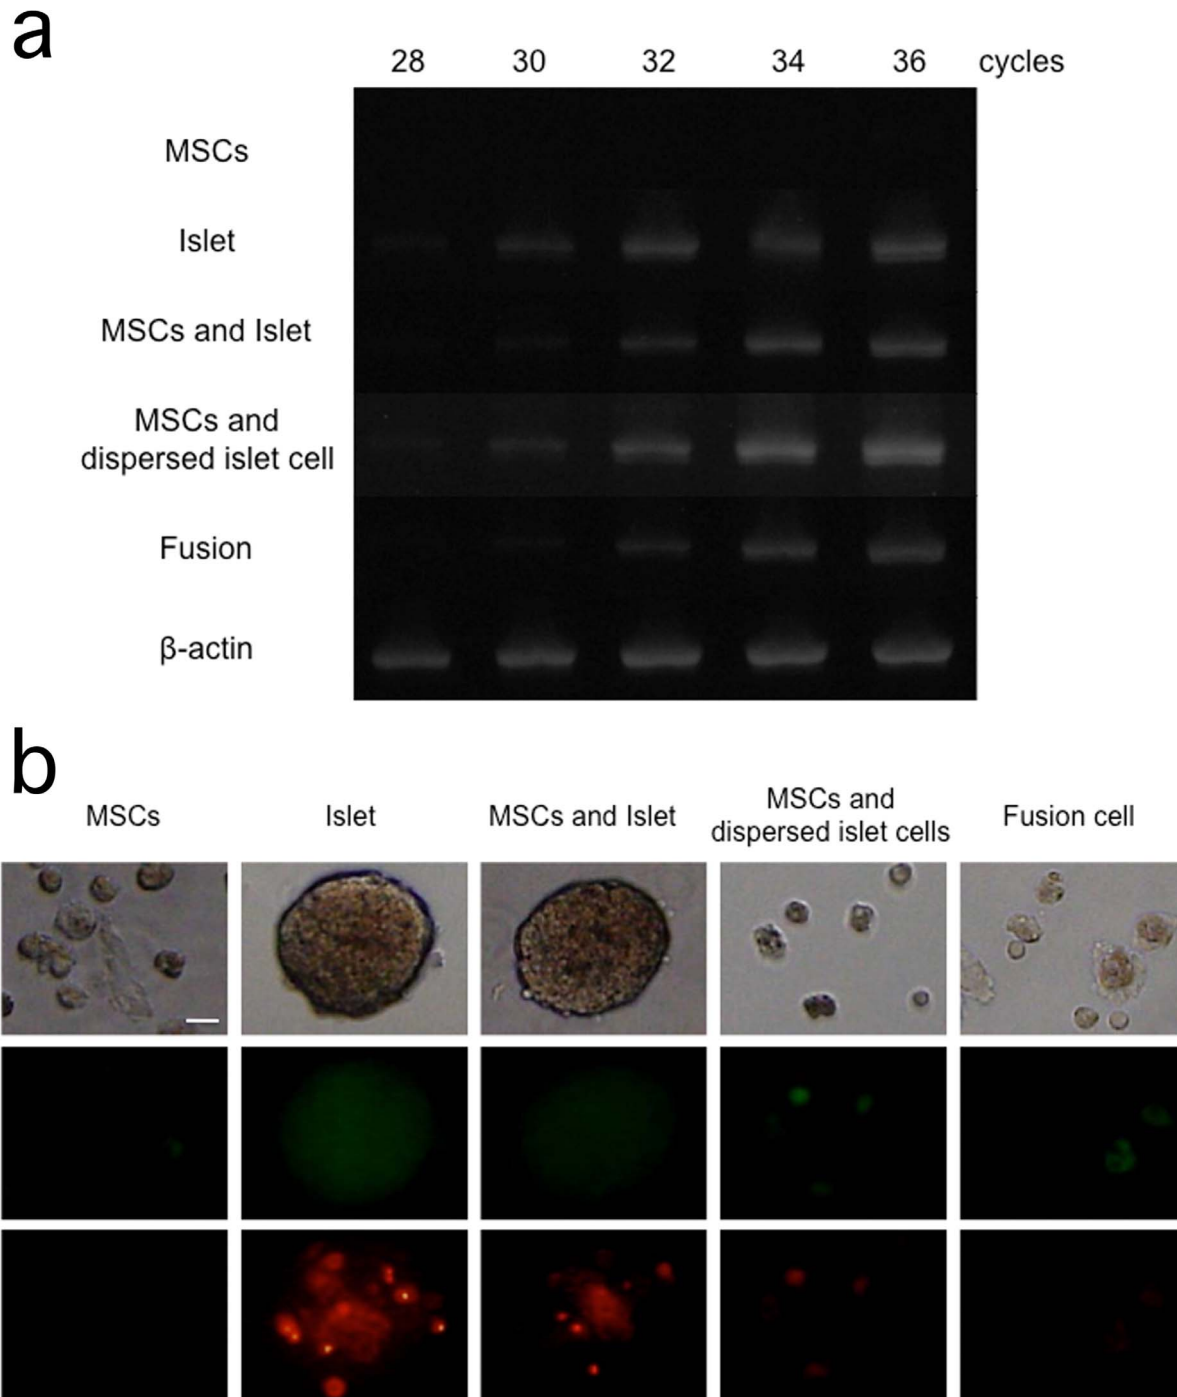 a
28 30 32 34 36 cycles
MSCs
Islet
MSCs and Islet
MSCs and
dispersed islet cell
Fusion
β-actin
b
MSCs
Islet
MSCs and Islet
MSCs and
dispersed islet cells
Fusion cell